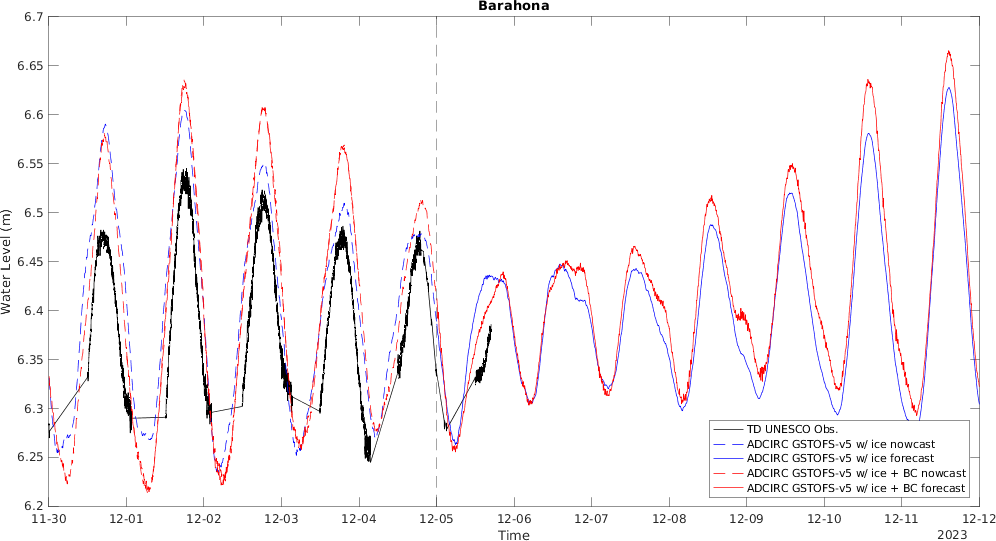 Barahona
Water Level (m)
6.7
6.65
6.6
6.55
6.5
6.45
6.4
6.35
6.3
6.25
6.2
TD UNESCO Obs.
ADCIRC GSTOFS-v5 w/ ice nowcast
ADCIRC GSTOFS-v5 w/ ice forecast
ADCIRC GSTOFS-v5 w/ ice + BC nowcast
ADCIRC GSTOFS-v5 w/ ice + BC forecast
11-30 12-01 12-02 12-03 12-04 12-05 12-06 12-07 12-08 12-09 12-10 12-11 12-12
Time
2023